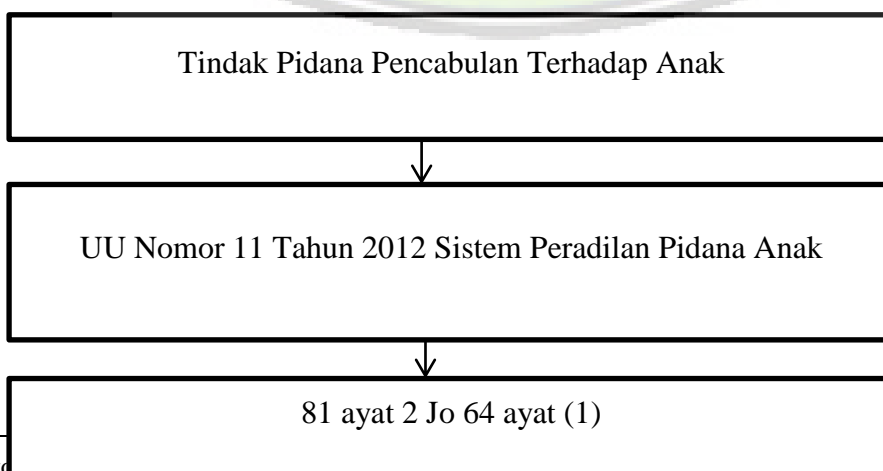 Tindak Pidana Pencabulan Terhadap Anak
UU Nomor 11 Tahun 2012 Sistem Peradilan Pidana Anak
81 ayat 2 Jo 64 ayat (1)